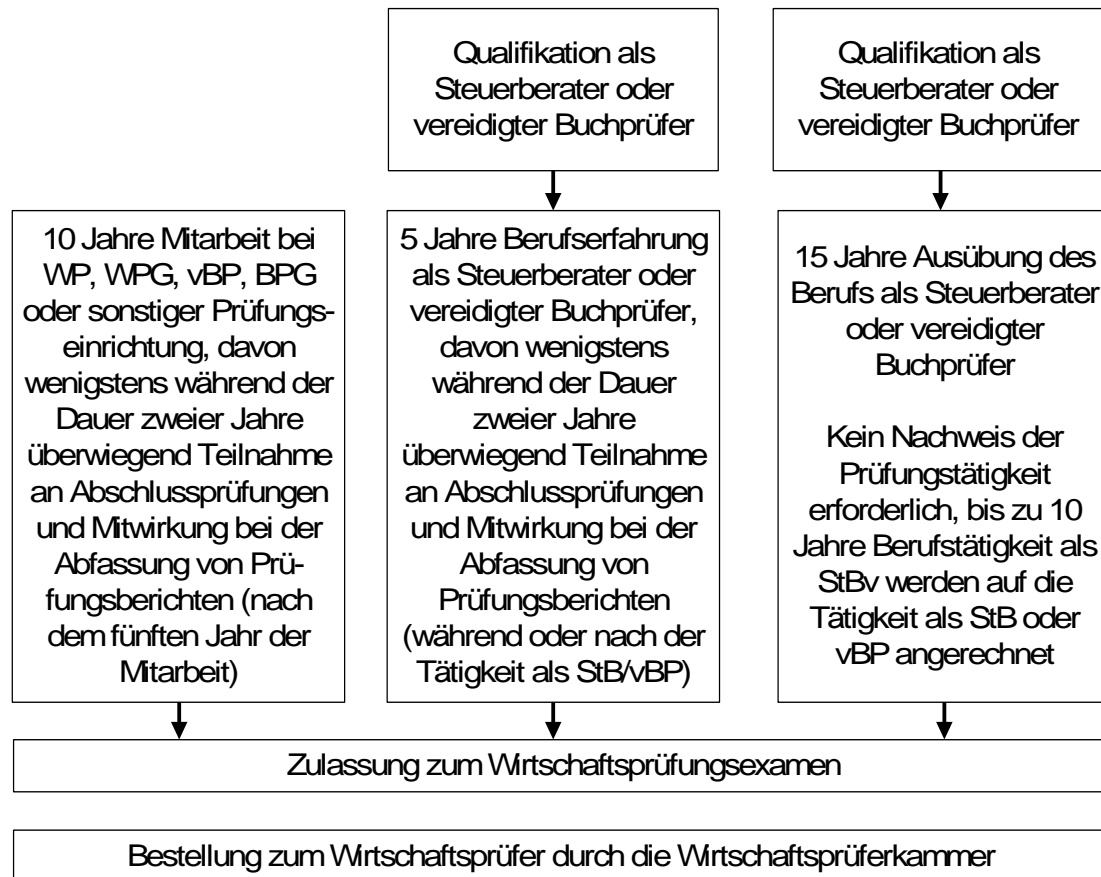 Qualifikation als
Steuerberater oder
vereidigter Buchprüfer
Qualifikation als
Steuerberater oder
vereidigter Buchprüfer
10 Jahre Mitarbeit bei
WP, WPG, vBP, BPG
oder sonstiger Prüfungs-
einrichtung, davon
wenigstens während der
Dauer zweier Jahre
überwiegend Teilnahme
an Abschlussprüfungen
und Mitwirkung bei der
Abfassung von Prü-
fungsberichten (nach
dem fünften Jahr der
Mitarbeit)
5 Jahre Berufserfahrung
als Steuerberater oder
vereidigter Buchprüfer,
davon wenigstens
während der Dauer
zweier Jahre
überwiegend Teilnahme
an Abschlussprüfungen
und Mitwirkung bei der
Abfassung von
Prüfungsberichten
(während oder nach der
Tätigkeit als StB/vBP)
15 Jahre Ausübung des
Berufs als Steuerberater
oder vereidigter
Buchprüfer
Kein Nachweis der
Prüfungstätigkeit
erforderlich, bis zu 10
Jahre Berufstätigkeit als
StBv werden auf die
Tätigkeit als StB oder
vBP angerechnet
Zulassung zum Wirtschaftsprüfungsexamen
Bestellung zum Wirtschaftsprüfer durch die Wirtschaftsprüferkammer